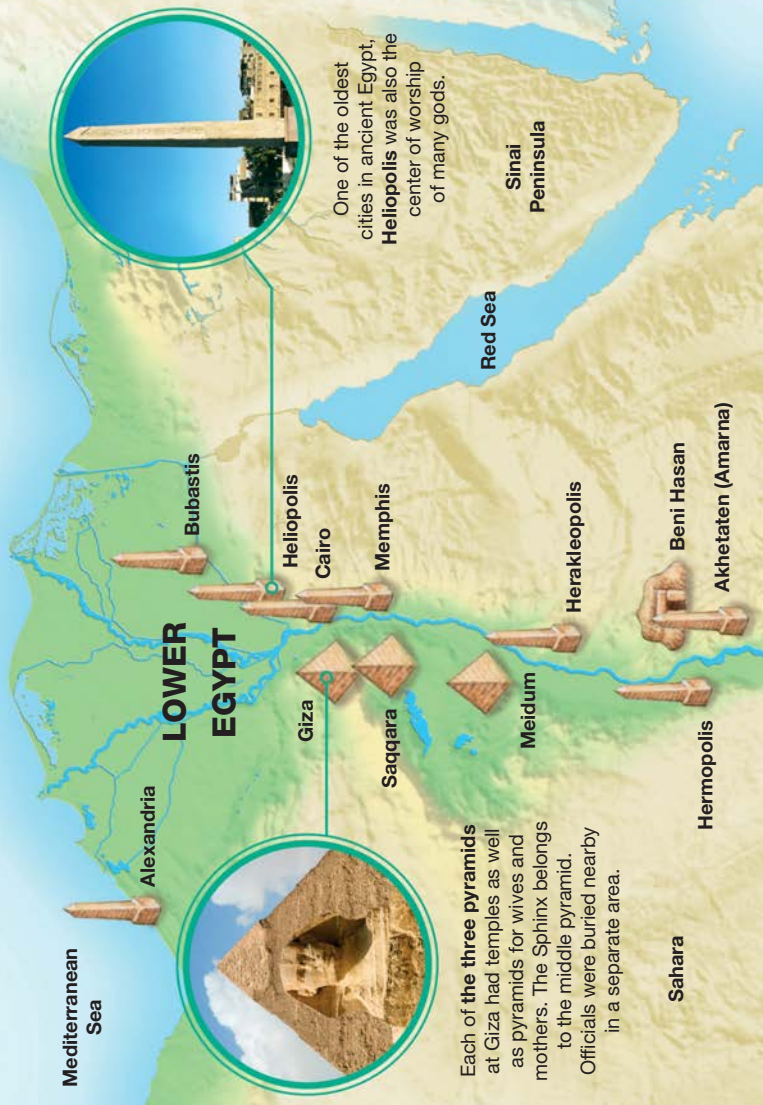 Mediterranean
Sea
Alexandria
LOWER
EGYPT
Bubastis
Heliopolis
Cairo
Memphis
Giza
Saqqara
Meidum
Herakleopolis
Beni Hasan
Akhetaten (Amarna)
Hermopolis
Sahara
Red Sea
Sinai
Peninsula
One of the oldest
cities in ancient Egypt,
Heliopolis was also the
center of worship
of many gods.
Each of the three pyramids
at Giza had temples as well
as pyramids for wives and
mothers. The Sphinx belongs
to the middle pyramid.
Officials were buried nearby
in a separate area.